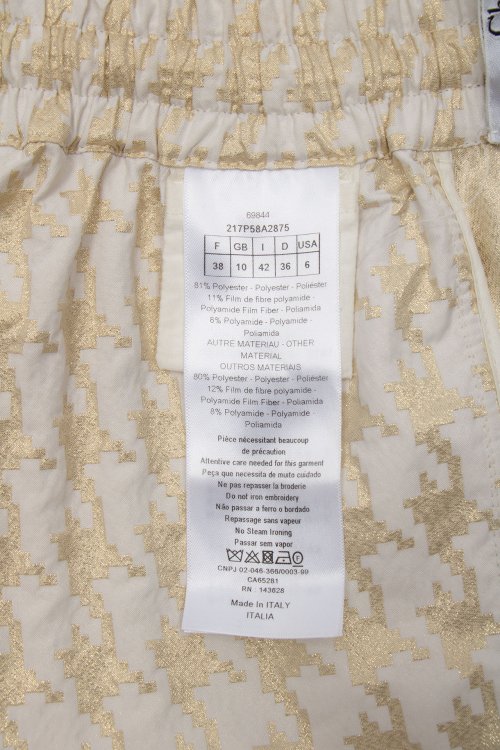 69844
217P58A2875
F GB I D USA
38 10 42 36 6
81% Polyester - Polyester - Poliéster
11% Film de fibre polyamide -
Polyamide Film Fiber - Poliamida
8% Polyamide - Polyamide -
Poliamida
AUTRE MATERIAU - OTHER
MATERIAL
OUTROS MATERIAIS
80% Polyester - Polyester - Poliéster
12% Film de fibre polyamide -
Polyamide Film Fiber - Poliamida
8% Polyamide - Polyamide -
Poliamida
Pièce nécessitant beaucoup
de précaution
Attentive care needed for this garment
Peça que necessita de muito cuidado
Ne pas repasser la broderie
Do not iron embroidery
Não passar a ferro o bordado
Repassage sans vapeur
No Steam Ironing
Passar sem vapor
F
CNPJ 02-046-366/0003-99
CA65281
RN : 143628
Made In ITALY
ITALIA